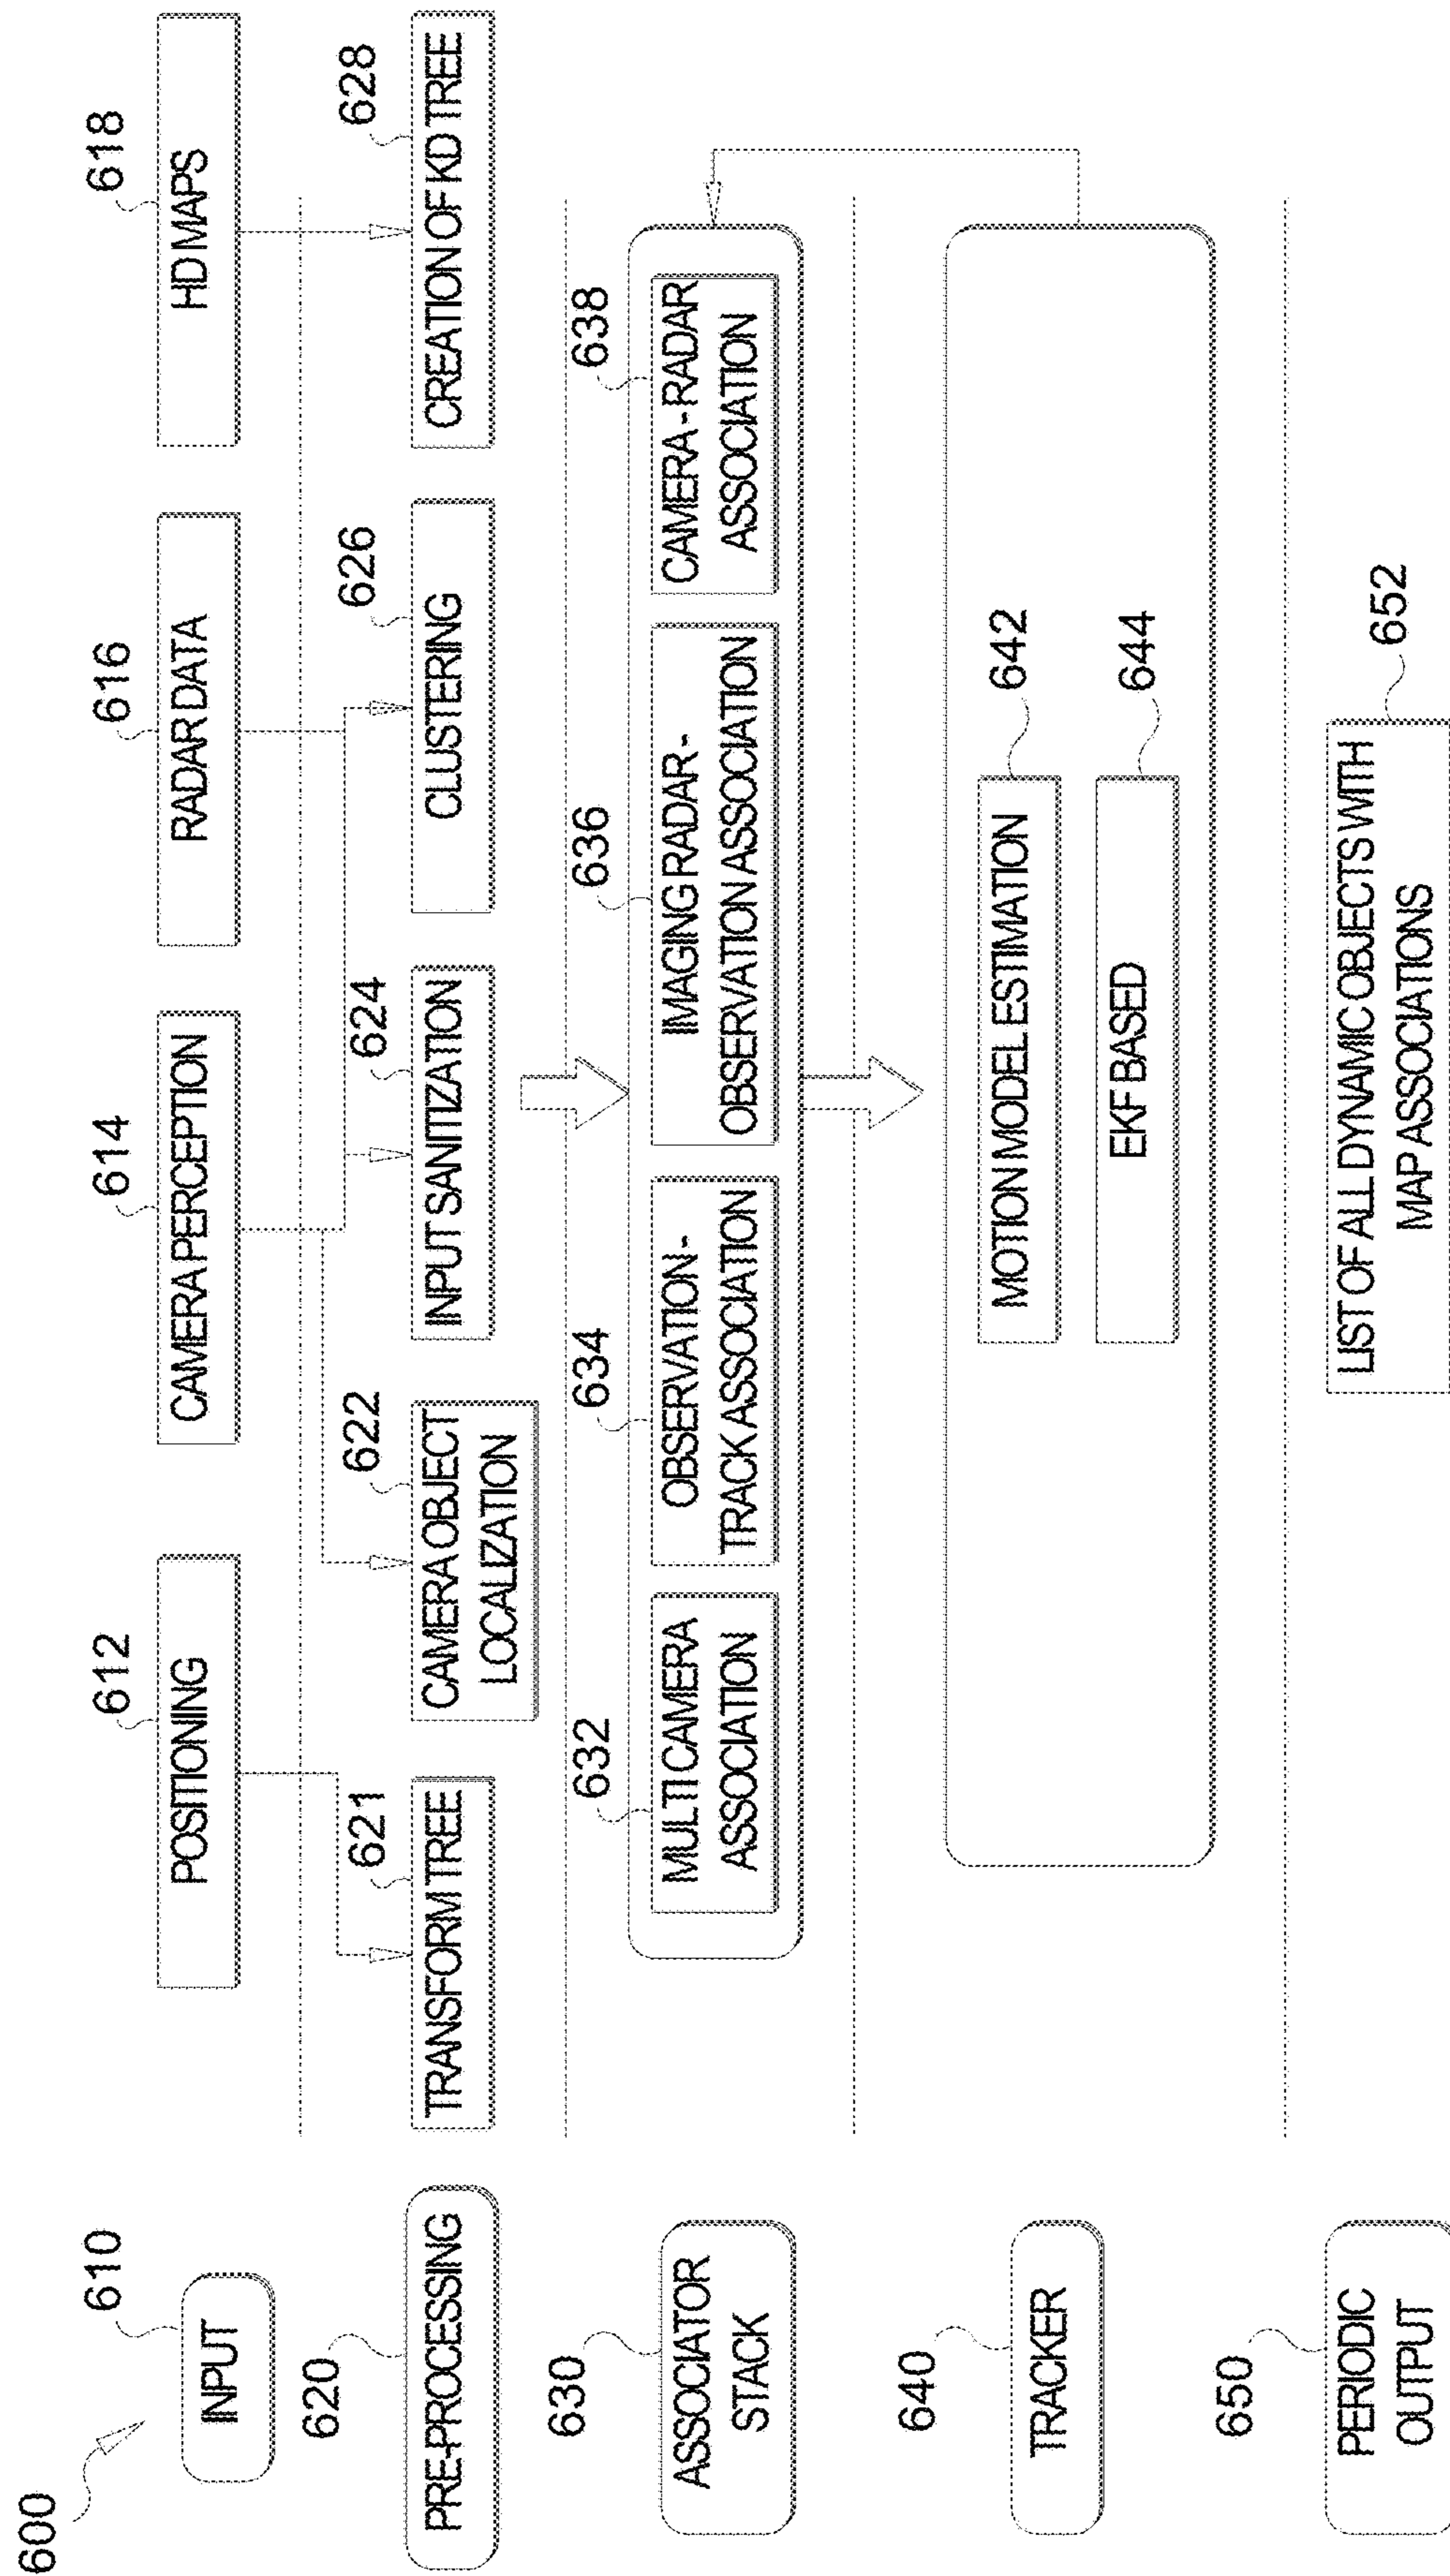 600
610
INPUT
612
POSITIONING
614
CAMERA PERCEPTION
616
RADAR DATA
618
HD MAPS
620
PRE-PROCESSING
621
TRANSFORM TREE
622
CAMERA OBJECT
LOCALIZATION
624
INPUT SANITIZATION
626
CLUSTERING
628
CREATION OF KD TREE
630
ASSOCIATOR
STACK
632
MULTI CAMERA
ASSOCIATION
634
OBSERVATION-
TRACK ASSOCIATION
636
IMAGING RADAR-
OBSERVATION ASSOCIATION
638
CAMERA-RADAR
ASSOCIATION
640
TRACKER
642
MOTION MODEL ESTIMATION
644
EKF BASED
650
PERIODIC
OUTPUT
652
LIST OF ALL DYNAMIC OBJECTS WITH
MAP ASSOCIATIONS